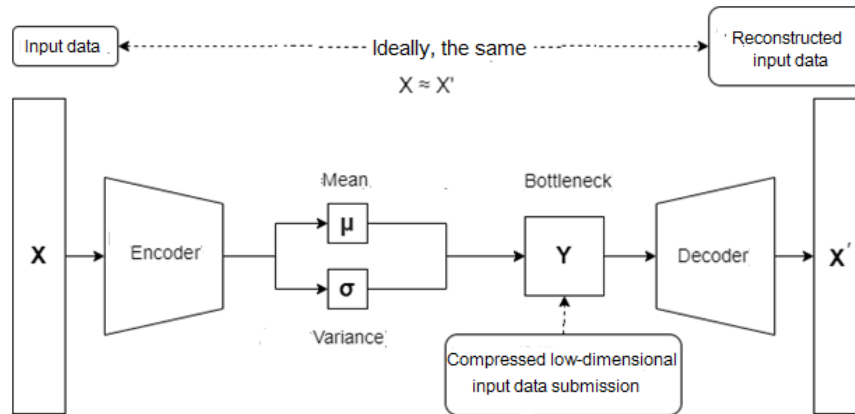 Input data
Ideally, the same
Reconstructed
input data
X ≈ X'
Mean
Bottleneck
X
Encoder
μ
σ
Y
Decoder
X'
Variance
Compressed low-dimensional
input data submission